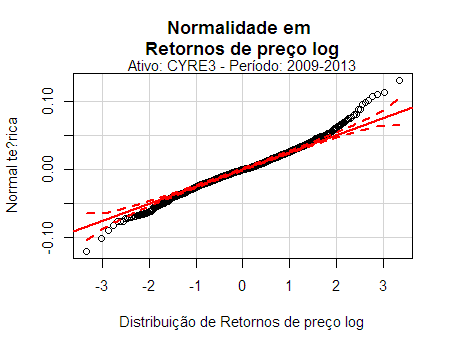 Normalidade em
Retornos de preço log
Ativo: CYRE3 - Período: 2009-2013
Normal te?rica
0.10
0.00
-0.10
-3 -2 -1 0 1 2 3
Distribuição de Retornos de preço log